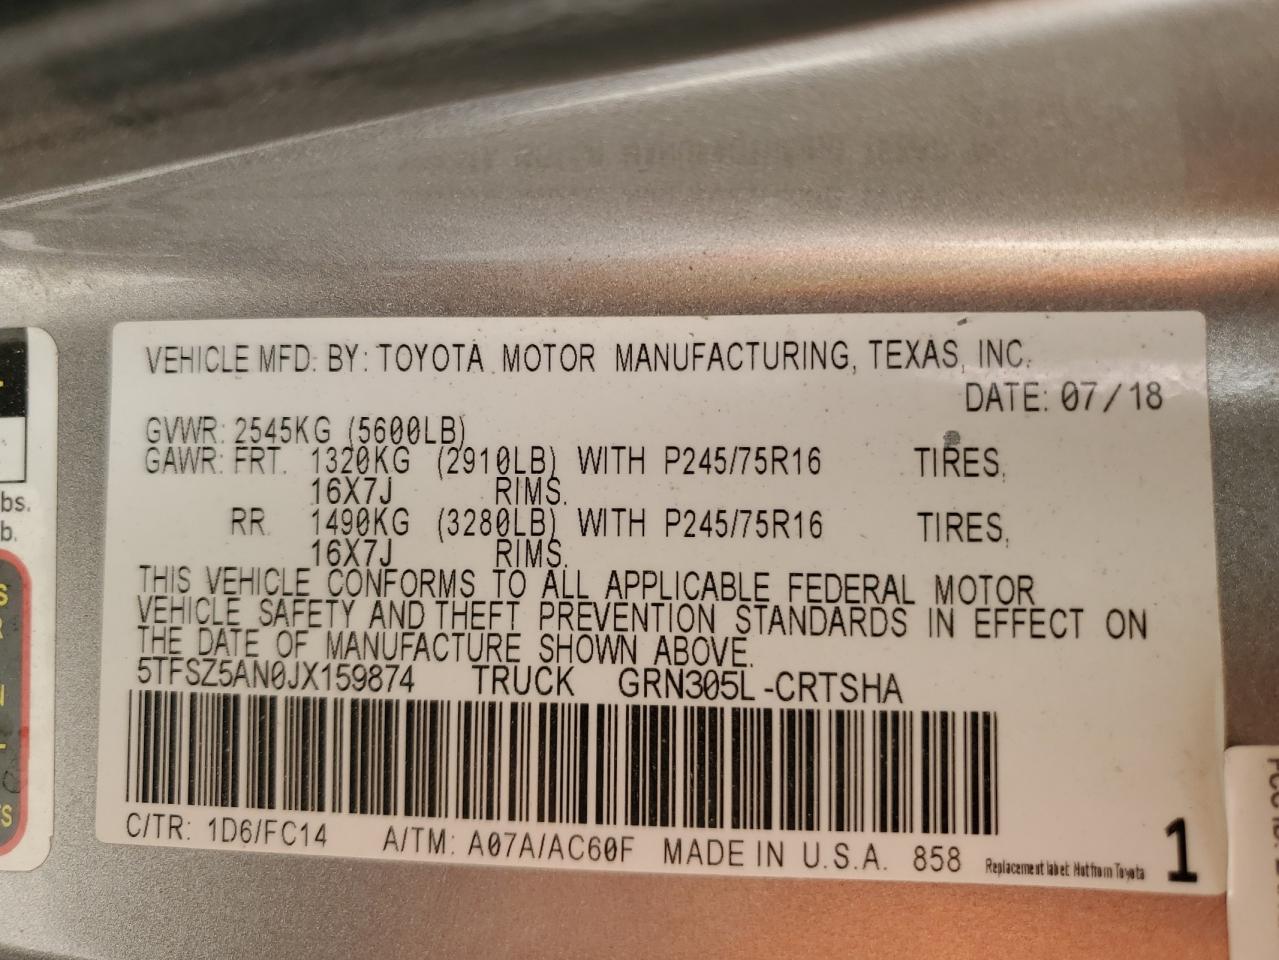 VEHICLE MFD. BY: TOYOTA MOTOR MANUFACTURING, TEXAS, INC.
DATE: 07/18
GVWR: 2545KG (5600LB)
GAWR: FRT. 1320KG (2910LB) WITH P245/75R16 TIRES,
16X7J RIMS.
RR. 1490KG (3280LB) WITH P245/75R16 TIRES,
16X7J RIMS.
THIS VEHICLE CONFORMS TO ALL APPLICABLE FEDERAL MOTOR
VEHICLE SAFETY AND THEFT PREVENTION STANDARDS IN EFFECT ON
THE DATE OF MANUFACTURE SHOWN ABOVE.
5TFSZ5AN0JX159874 TRUCK GRN305L-CRTSHA
C/TR: 1D6/FC14 A/TM: A07A/AC60F MADE IN U.S.A. 858
Replacement label: Not from Toyota
1
bs.
b.